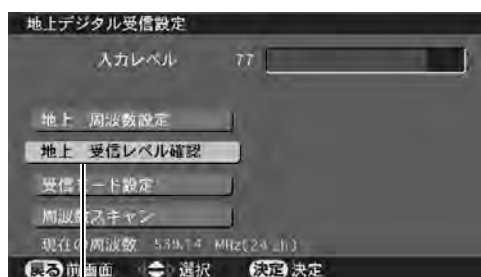 地上デジタル受信設定
入力レベル 77
地上 周波数設定
地上 受信レベル確認
受信モード設定
周波数スキャン
現在の周波数 539.14 MHz(24 ch)
戻る 前画面 選択 決定 決定